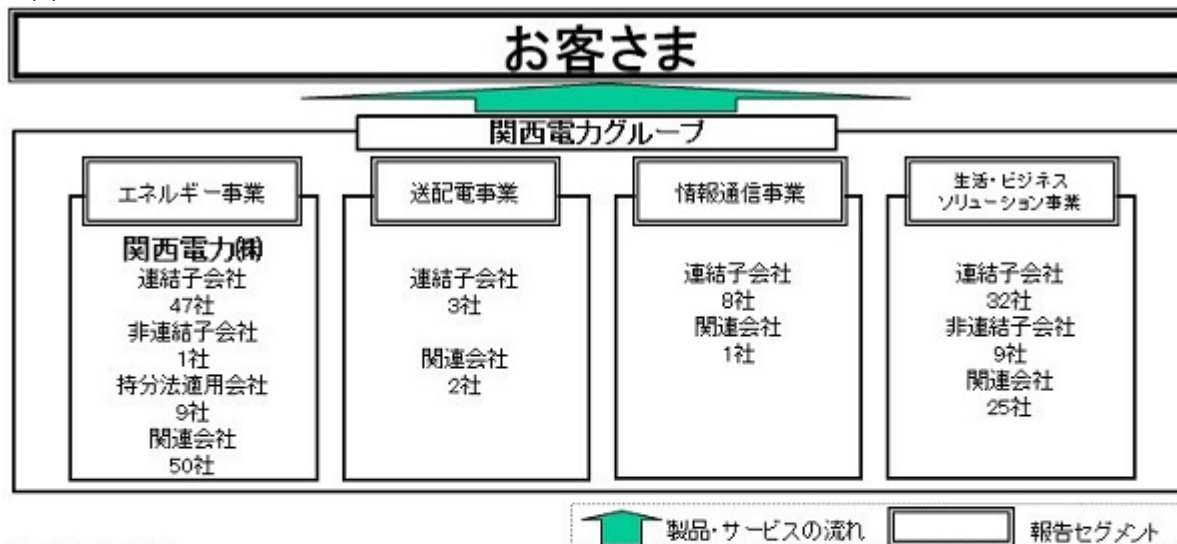 お客さま
関西電力グループ
エネルギー事業
関西電力㈱
連結子会社
47社
非連結子会社
1社
持分法適用会社
9社
関連会社
50社
送配電事業
連結子会社
3社
関連会社
2社
情報通信事業
連結子会社
8社
関連会社
1社
生活・ビジネス
ソリューション事業
連結子会社
32社
非連結子会社
9社
関連会社
25社
製品・サービスの流れ
報告セグメント